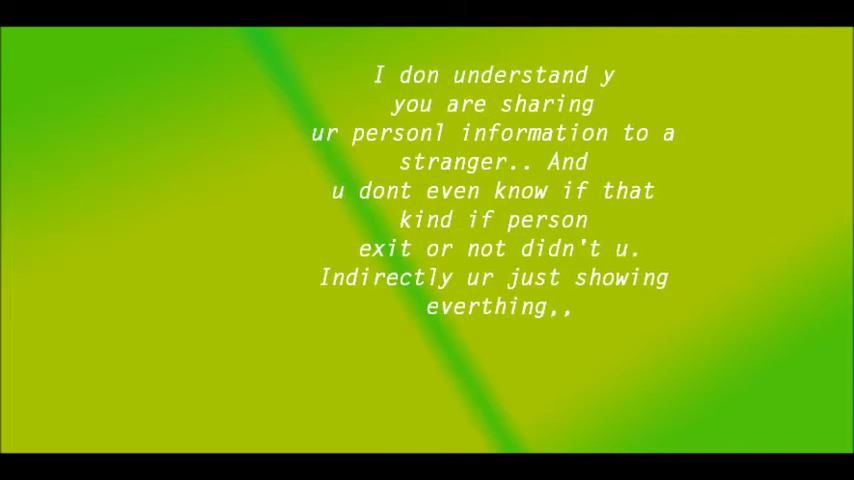 I don understand y
you are sharing
ur personl information to a
stranger.. And
u dont even know if that
kind if person
exit or not didn't u.
Indirectly ur just showing
everthing,,